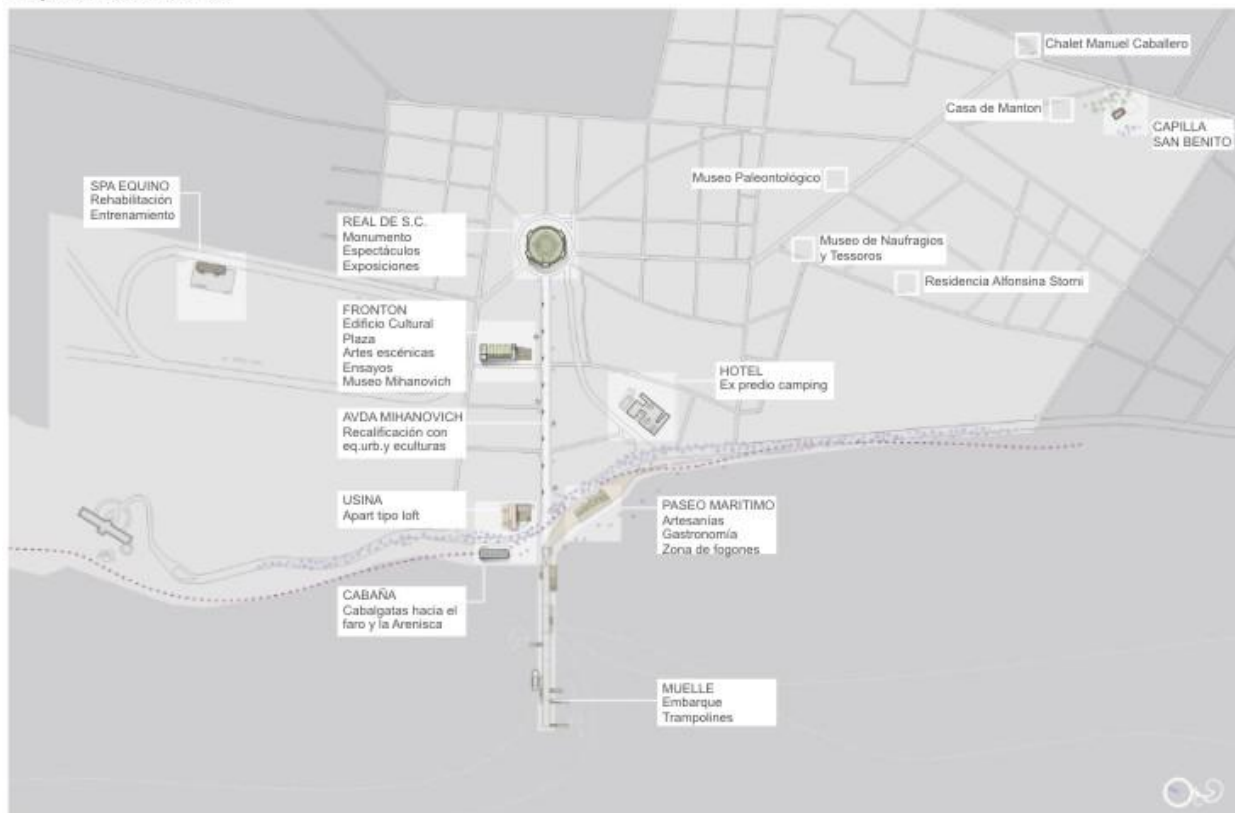 Chalet Manuel Caballero
Casa de Manton
CAPILLA
SAN BENITO
Museo Paleontológico
SPA EQUINO
Rehabilitación
Entrenamiento
REAL DE S.C.
Monumento
Espectáculos
Exposiciones
Museo de Naufragios
y Tessoros
Residencia Alfonsina Storni
FRONTON
Edificio Cultural
Plaza
Artes escénicas
Ensayos
Museo Mihanovich
HOTEL
Ex predio camping
AVDA MIHANOVICH
Recalificación con
eq.urb.y eculturas
USINA
Apart tipo loft
PASEO MARITIMO
Artesanías
Gastronomía
Zona de fogones
CABAÑA
Cabalgatas hacia el
faro y la Arenisca
MUELLE
Embarque
Trampolines